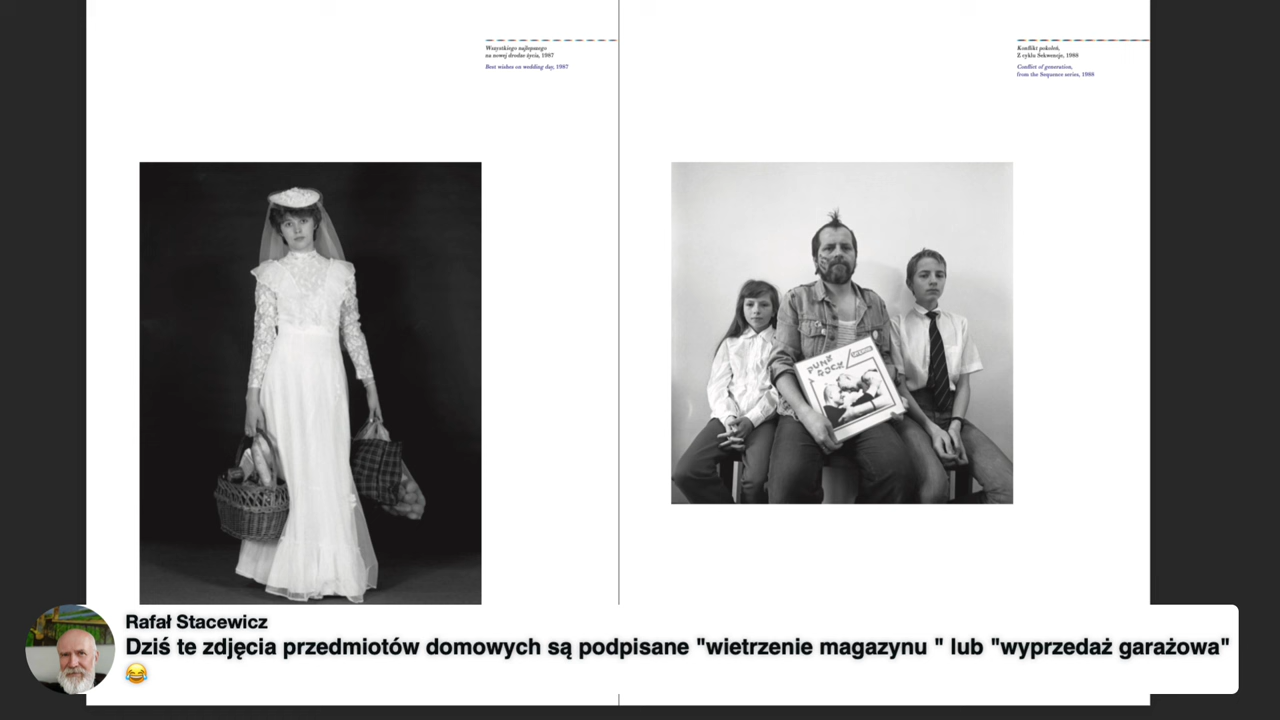 Wszystkiego najlepszego
na nowej drodze życia, 1987
Best wishes on wedding day, 1987
Konflikt pokoleń,
Z cyklu Sekwencje, 1988
Conflict of generation,
from the Sequence series, 1988
PUNK
ROCK
Rafał Stacewicz
Dziś te zdjęcia przedmiotów domowych są podpisane "wietrzenie magazynu " lub "wyprzedaż garażowa"
😂